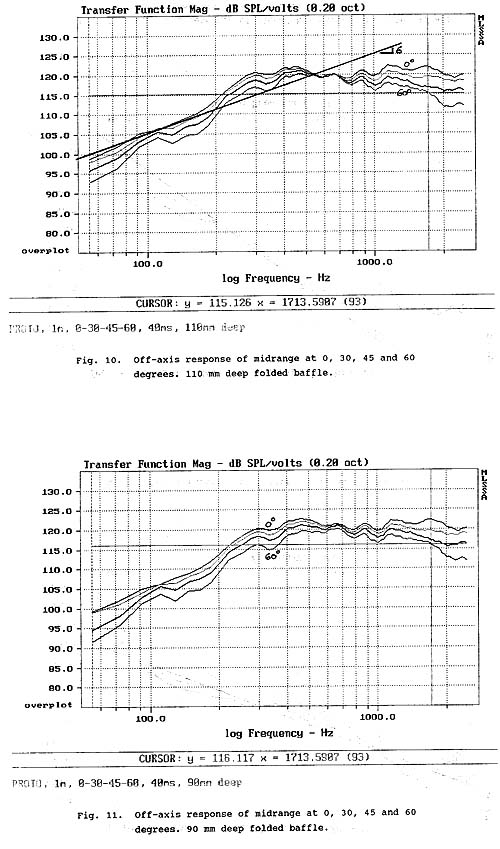 Transfer Function Mag - dB SPL/volts (0.20 oct)
MLSSA
130.0
125.0
120.0
115.0
110.0
105.0
100.0
95.0
90.0
85.0
80.0
overplot
0°
60°
100.0 1000.0
log Frequency - Hz
CURSOR: y = 115.126 x = 1713.5907 (93)
1m, 0-30-45-60, 40ms, 110mm deep
Fig. 10. Off-axis response of midrange at 0, 30, 45 and 60
degrees. 110 mm deep folded baffle.
Transfer Function Mag - dB SPL/volts (0.20 oct)
MLSSA
130.0
125.0
120.0
115.0
110.0
105.0
100.0
95.0
90.0
85.0
80.0
overplot
0°
60°
100.0 1000.0
log Frequency - Hz
CURSOR: y = 116.117 x = 1713.5907 (93)
PROTO, 1m, 0-30-45-60, 40ms, 90mm deep
Fig. 11. Off-axis response of midrange at 0, 30, 45 and 60
degrees. 90 mm deep folded baffle.